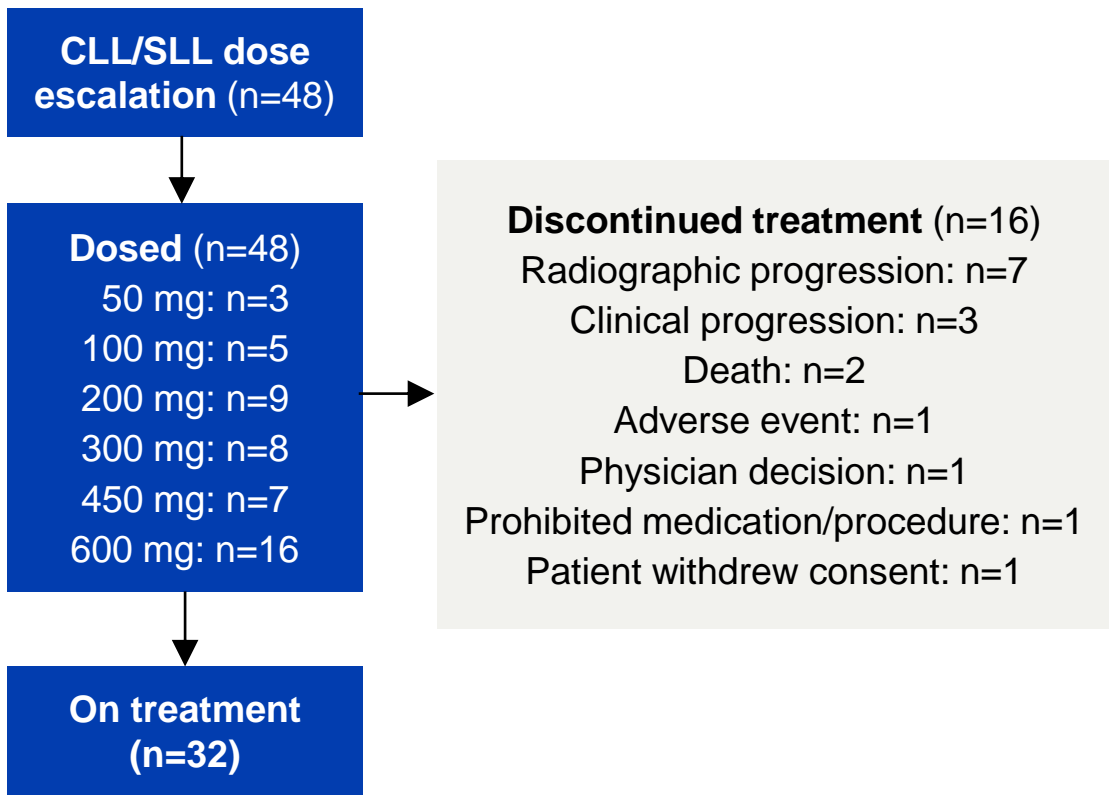 CLL/SLL dose
escalation (n=48)
Dosed (n=48)
50 mg: n=3
100 mg: n=5
200 mg: n=9
300 mg: n=8
450 mg: n=7
600 mg: n=16
Discontinued treatment (n=16)
Radiographic progression: n=7
Clinical progression: n=3
Death: n=2
Adverse event: n=1
Physician decision: n=1
Prohibited medication/procedure: n=1
Patient withdrew consent: n=1
On treatment
(n=32)